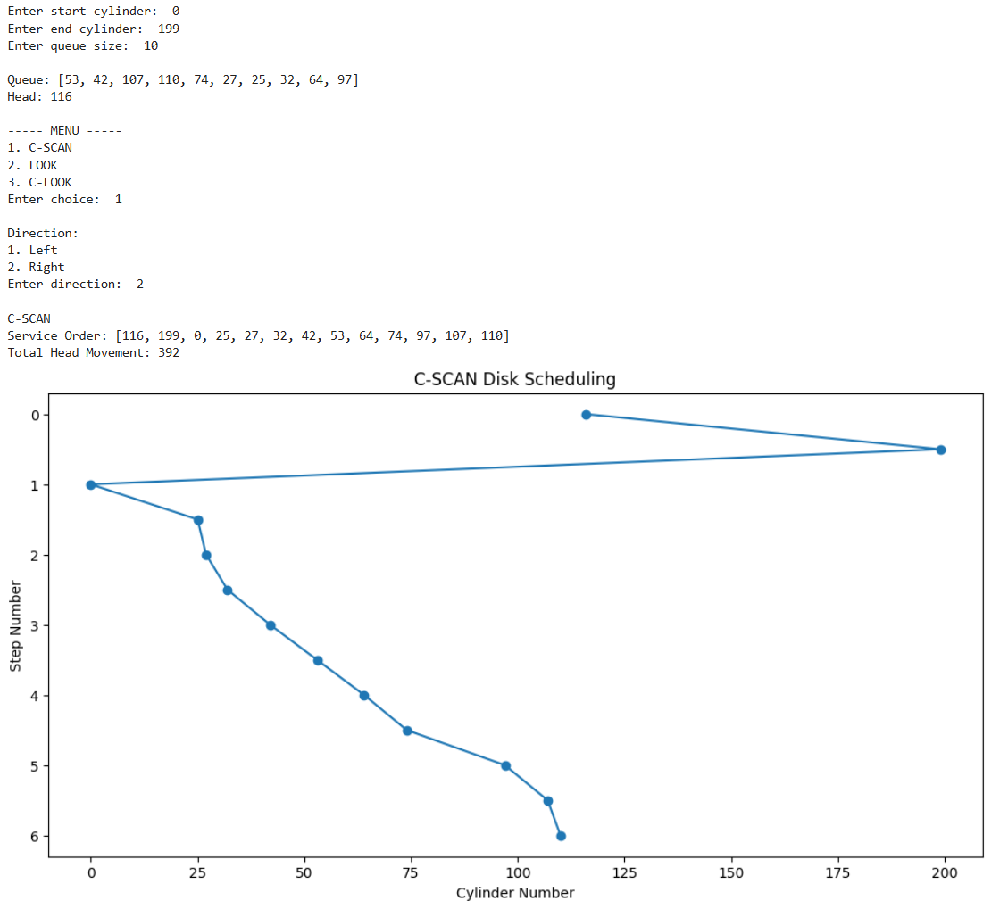 Enter start cylinder:  0
Enter end cylinder:  199
Enter queue size:  10
Queue: [53, 42, 107, 110, 74, 27, 25, 32, 64, 97]
Head: 116
----- MENU -----
1. C-SCAN
2. LOOK
3. C-LOOK
Enter choice:  1
Direction:
1. Left
2. Right
Enter direction:  2
C-SCAN
Service Order: [116, 199, 0, 25, 27, 32, 42, 53, 64, 74, 97, 107, 110]
Total Head Movement: 392
C-SCAN Disk Scheduling
Step Number
0
1
2
3
4
5
6
0 25 50 75 100 125 150 175 200
Cylinder Number